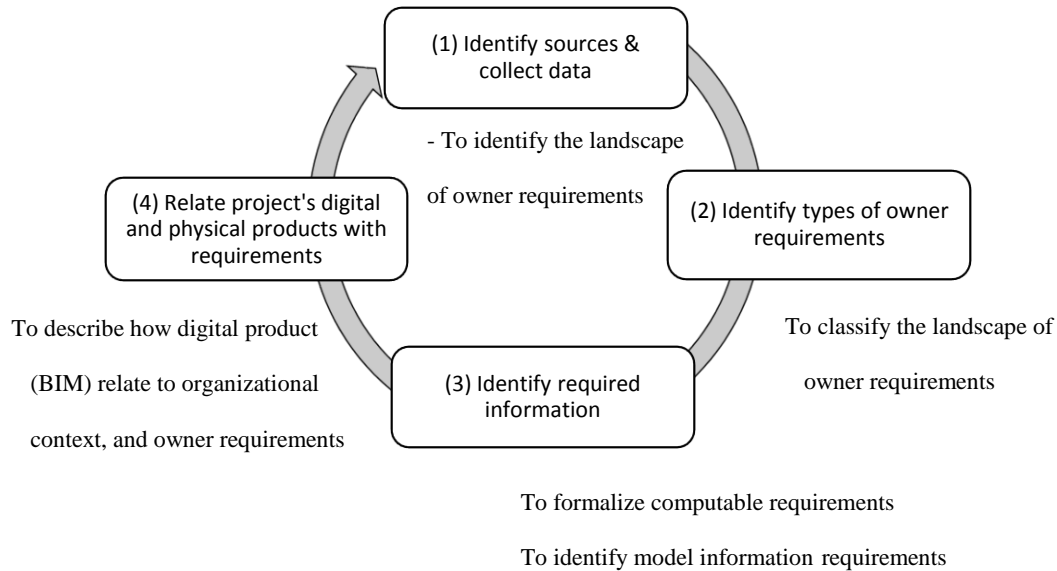 (1) Identify sources &
collect data
- To identify the landscape
of owner requirements
(2) Identify types of owner
requirements
To classify the landscape of
owner requirements
(3) Identify required
information
To formalize computable requirements
To identify model information requirements
(4) Relate project's digital
and physical products with
requirements
To describe how digital product
(BIM) relate to organizational
context, and owner requirements